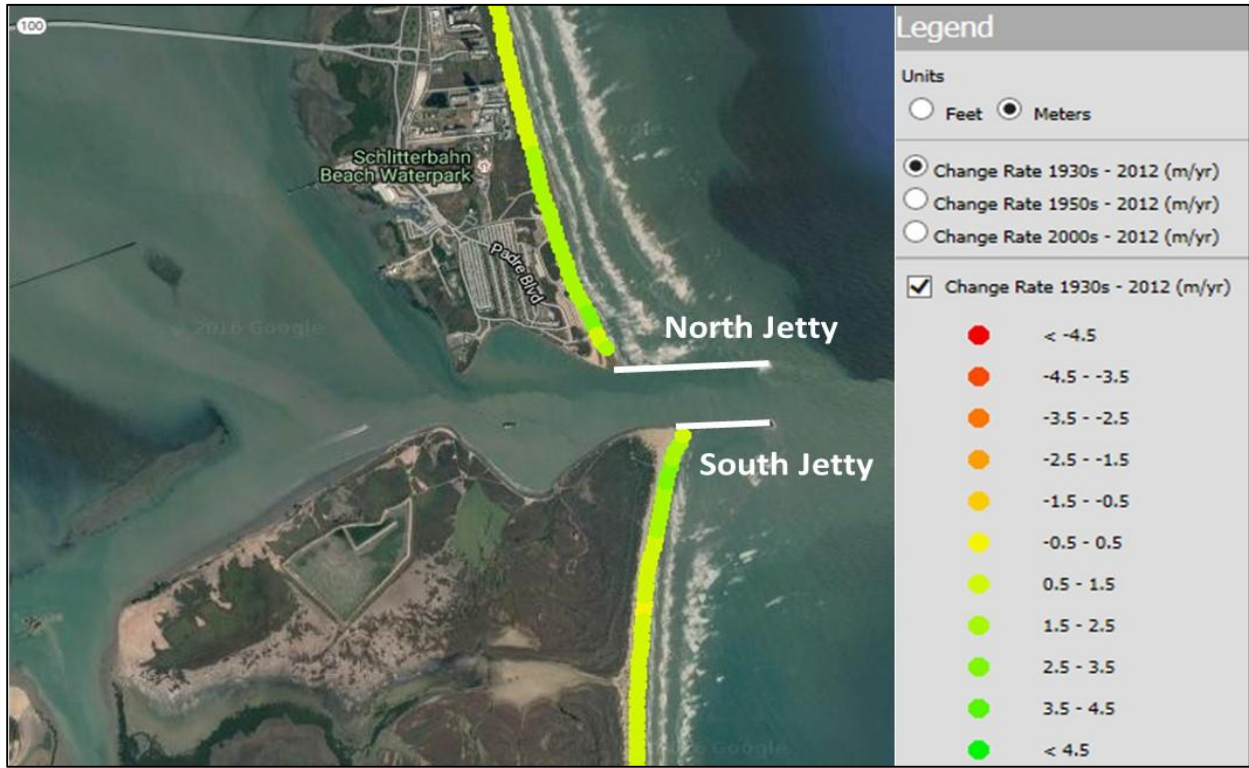 100
Schlitterbahn
Beach Waterpark
Padre Blvd
© 2016 Google
North Jetty
South Jetty
Legend
Units
Feet
Meters
Change Rate 1930s - 2012 (m/yr)
Change Rate 1950s - 2012 (m/yr)
Change Rate 2000s - 2012 (m/yr)
Change Rate 1930s - 2012 (m/yr)
< -4.5
-4.5 - -3.5
-3.5 - -2.5
-2.5 - -1.5
-1.5 - -0.5
-0.5 - 0.5
0.5 - 1.5
1.5 - 2.5
2.5 - 3.5
3.5 - 4.5
< 4.5